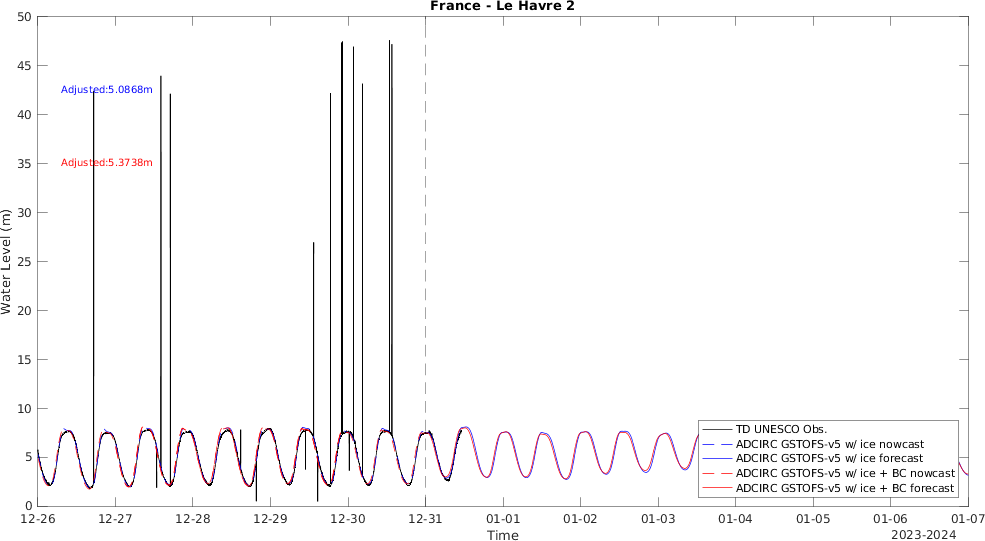 France - Le Havre 2
50
45
40
35
30
25
20
15
10
5
0
Water Level (m)
Adjusted:5.0868m
Adjusted:5.3738m
TD UNESCO Obs.
ADCIRC GSTOFS-v5 w/ ice nowcast
ADCIRC GSTOFS-v5 w/ ice forecast
ADCIRC GSTOFS-v5 w/ ice + BC nowcast
ADCIRC GSTOFS-v5 w/ ice + BC forecast
12-26 12-27 12-28 12-29 12-30 12-31 01-01 01-02 01-03 01-04 01-05 01-06 01-07
Time
2023-2024